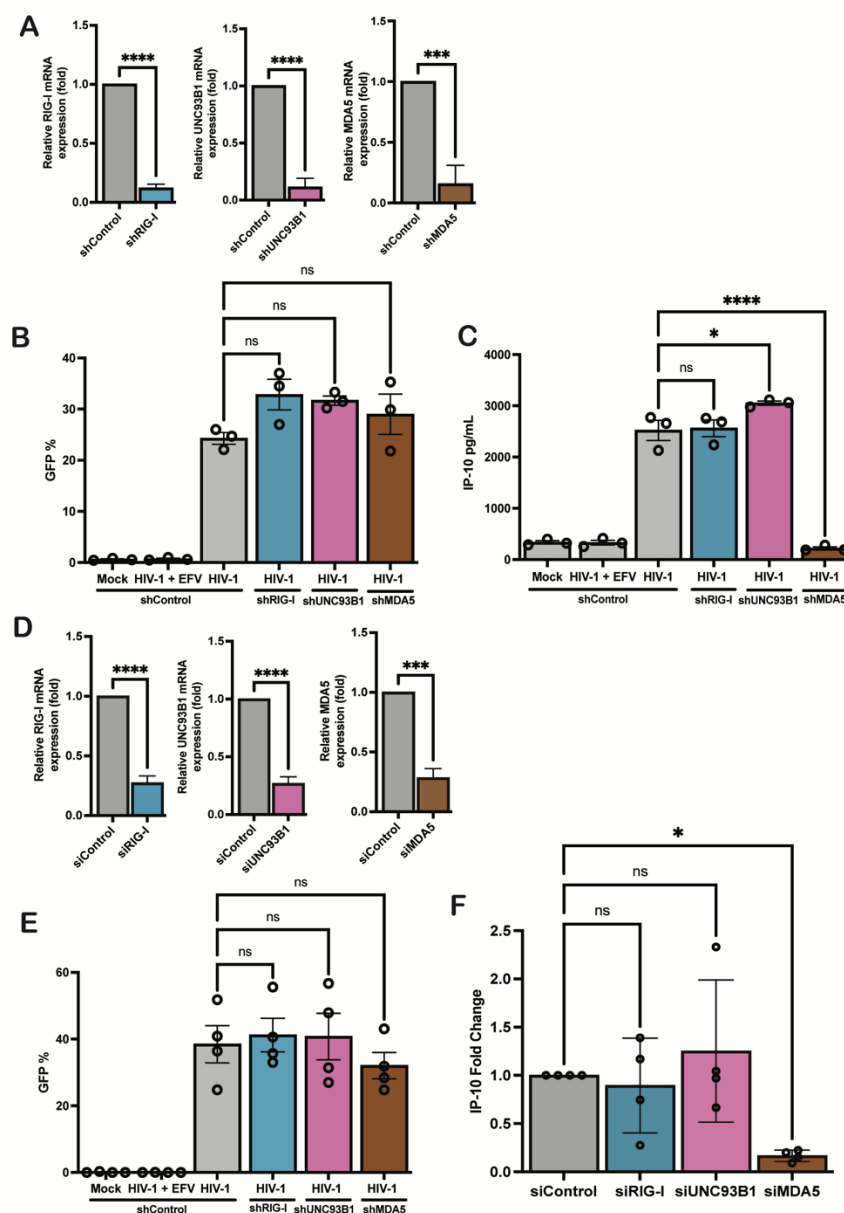 A
Relative RIG-I mRNA
expression (fold)
1.5
1.0
0.5
0.0
****
shControl
shRIG-I
Relative UNC93B1 mRNA
expression (fold)
1.5
1.0
0.5
0.0
****
shControl
shUNC93B1
Relative MDA5 mRNA
expression (fold)
1.5
1.0
0.5
0.0
***
shControl
shMDA5
B
GFP %
40
30
20
10
0
ns
ns
ns
Mock HIV-1 + EFV HIV-1 HIV-1 HIV-1 HIV-1
shControl shRIG-I shUNC93B1 shMDA5
C
IP-10 pg/mL
4000
3000
2000
1000
0
****
*
ns
Mock HIV-1 + EFV HIV-1 HIV-1 HIV-1 HIV-1
shControl shRIG-I shUNC93B1 shMDA5
D
Relative RIG-I mRNA
expression (fold)
1.5
1.0
0.5
0.0
****
siControl
siRIG-I
Relative UNC93B1 mRNA
expression (fold)
1.5
1.0
0.5
0.0
****
siControl
siUNC93B1
Relative MDA5
expression (fold)
1.5
1.0
0.5
0.0
***
siControl
siMDA5
E
GFP %
60
40
20
0
ns
ns
ns
Mock HIV-1 + EFV HIV-1 HIV-1 HIV-1 HIV-1
shControl shRIG-I shUNC93B1 shMDA5
F
IP-10 Fold Change
2.5
2.0
1.5
1.0
0.5
0.0
*
ns
ns
siControl siRIG-I siUNC93B1 siMDA5